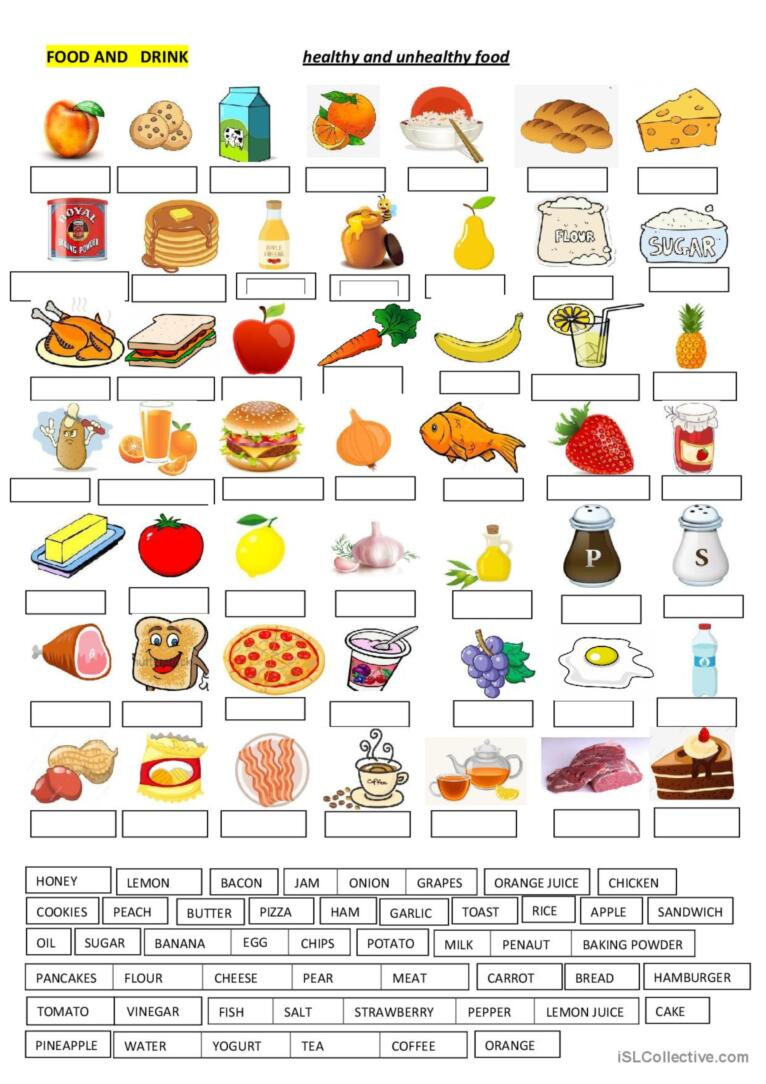 FOOD AND DRINK
healthy and unhealthy food
ROYAL
BAKING POWDER
APPLE
VINEGAR
FLOUR
SUGAR
P
S
Coffee
HONEY LEMON BACON JAM ONION GRAPES ORANGE JUICE CHICKEN
COOKIES PEACH BUTTER PIZZA HAM GARLIC TOAST RICE APPLE SANDWICH
OIL SUGAR BANANA EGG CHIPS POTATO MILK PENAUT BAKING POWDER
PANCAKES FLOUR CHEESE PEAR MEAT CARROT BREAD HAMBURGER
TOMATO VINEGAR FISH SALT STRAWBERRY PEPPER LEMON JUICE CAKE
PINEAPPLE WATER YOGURT TEA COFFEE ORANGE
iSLCollective.com